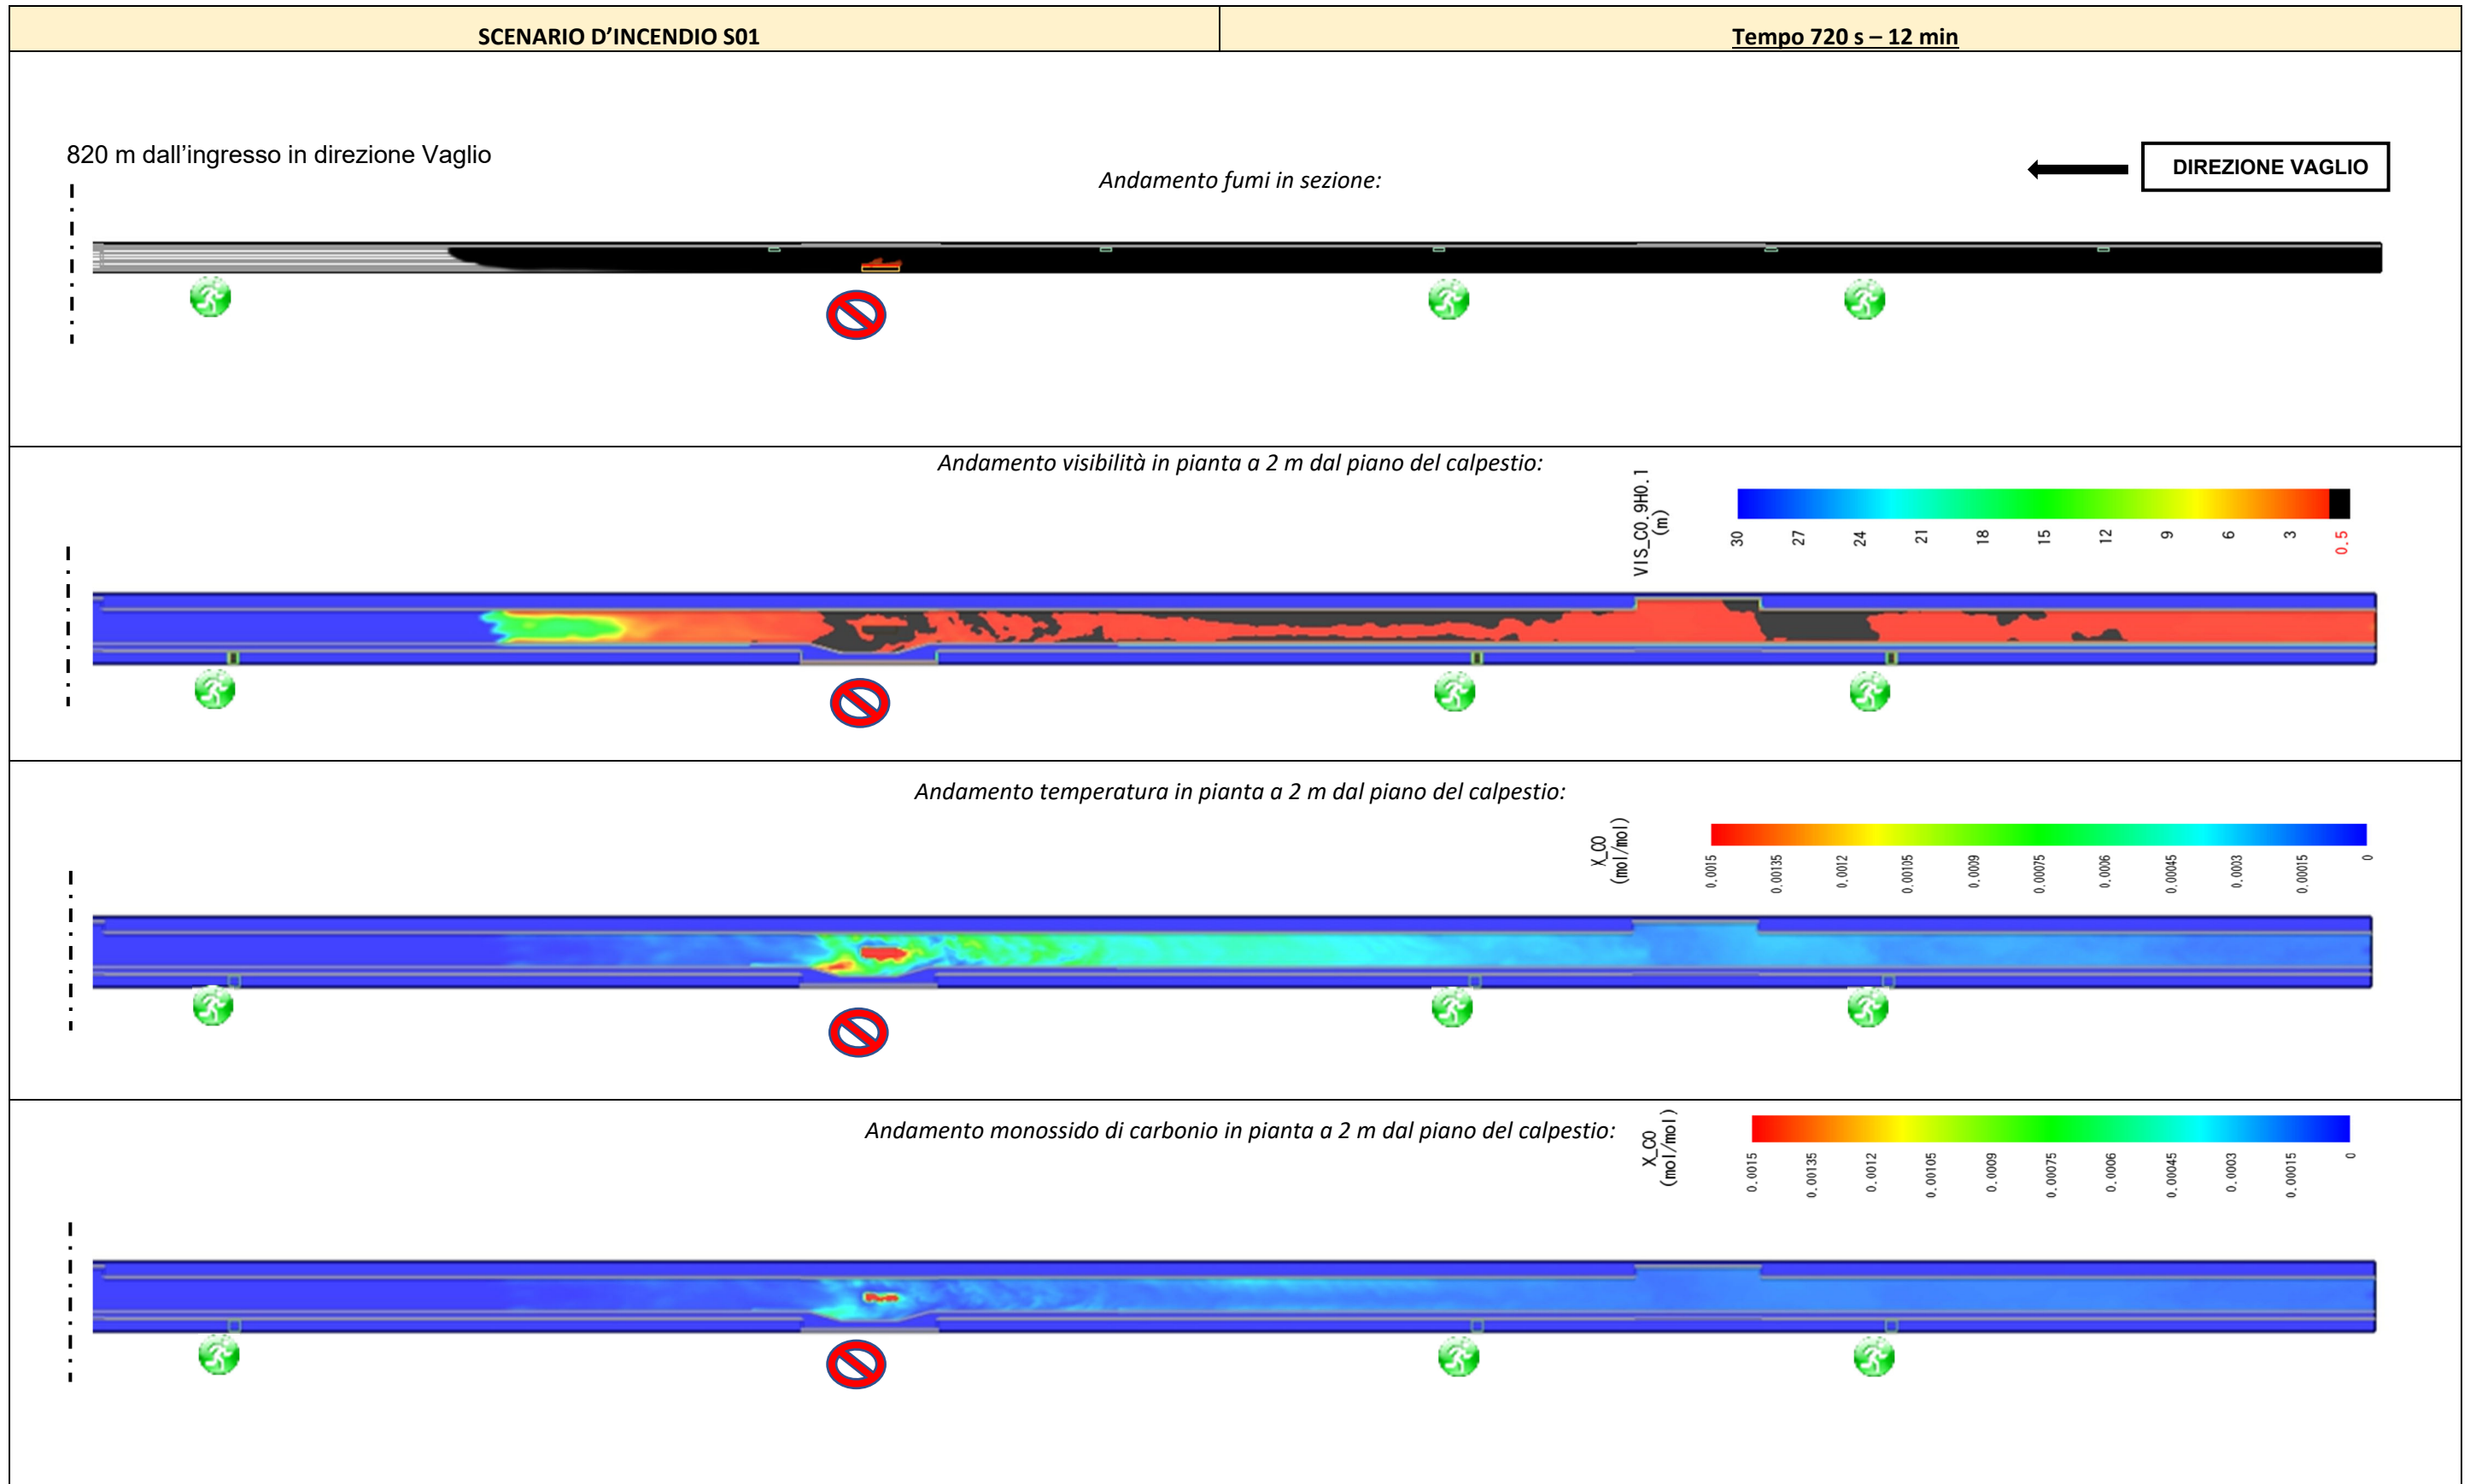 SCENARIO D'INCENDIO S01
Tempo 720 s – 12 min
820 m dall'ingresso in direzione Vaglio
Andamento fumi in sezione:
DIREZIONE VAGLIO
Andamento visibilità in pianta a 2 m dal piano del calpestio:
VIS_C0.9H0.1
(m)
30
27
24
21
18
15
12
9
6
3
0.5
Andamento temperatura in pianta a 2 m dal piano del calpestio:
X_CO
(mol/mol)
0.0015
0.00135
0.0012
0.00105
0.0009
0.00075
0.0006
0.00045
0.0003
0.00015
0
Andamento monossido di carbonio in pianta a 2 m dal piano del calpestio:
X_CO
(mol/mol)
0.0015
0.00135
0.0012
0.00105
0.0009
0.00075
0.0006
0.00045
0.0003
0.00015
0